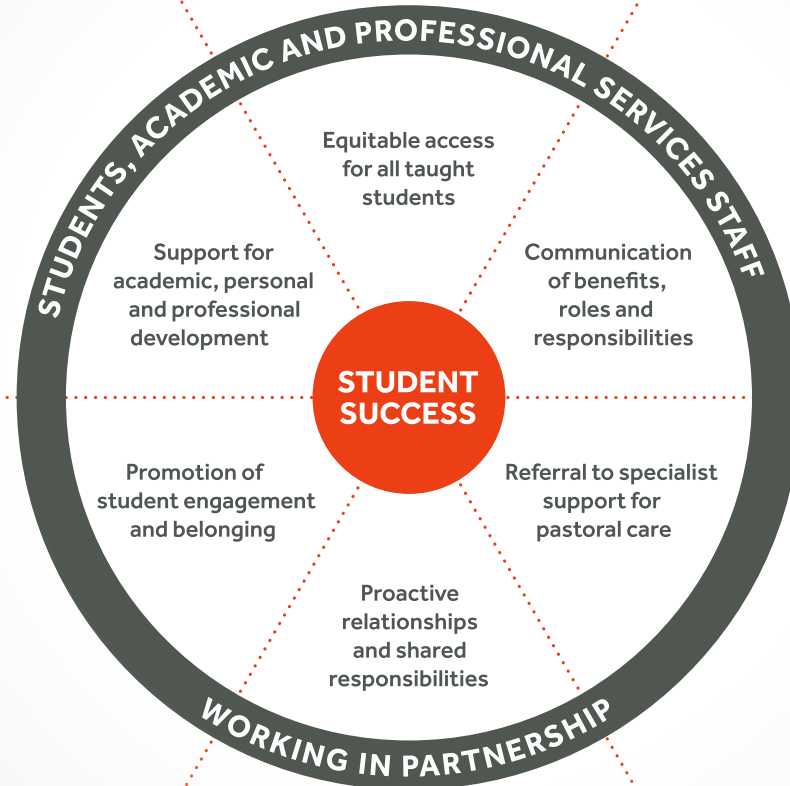 STUDENTS, ACADEMIC AND PROFESSIONAL SERVICES STAFF
Equitable access
for all taught
students
Communication
of benefits,
roles and
responsibilities
Referral to specialist
support for
pastoral care
Proactive
relationships
and shared
responsibilities
Promotion of
student engagement
and belonging
Support for
academic, personal
and professional
development
STUDENT
SUCCESS
WORKING IN PARTNERSHIP